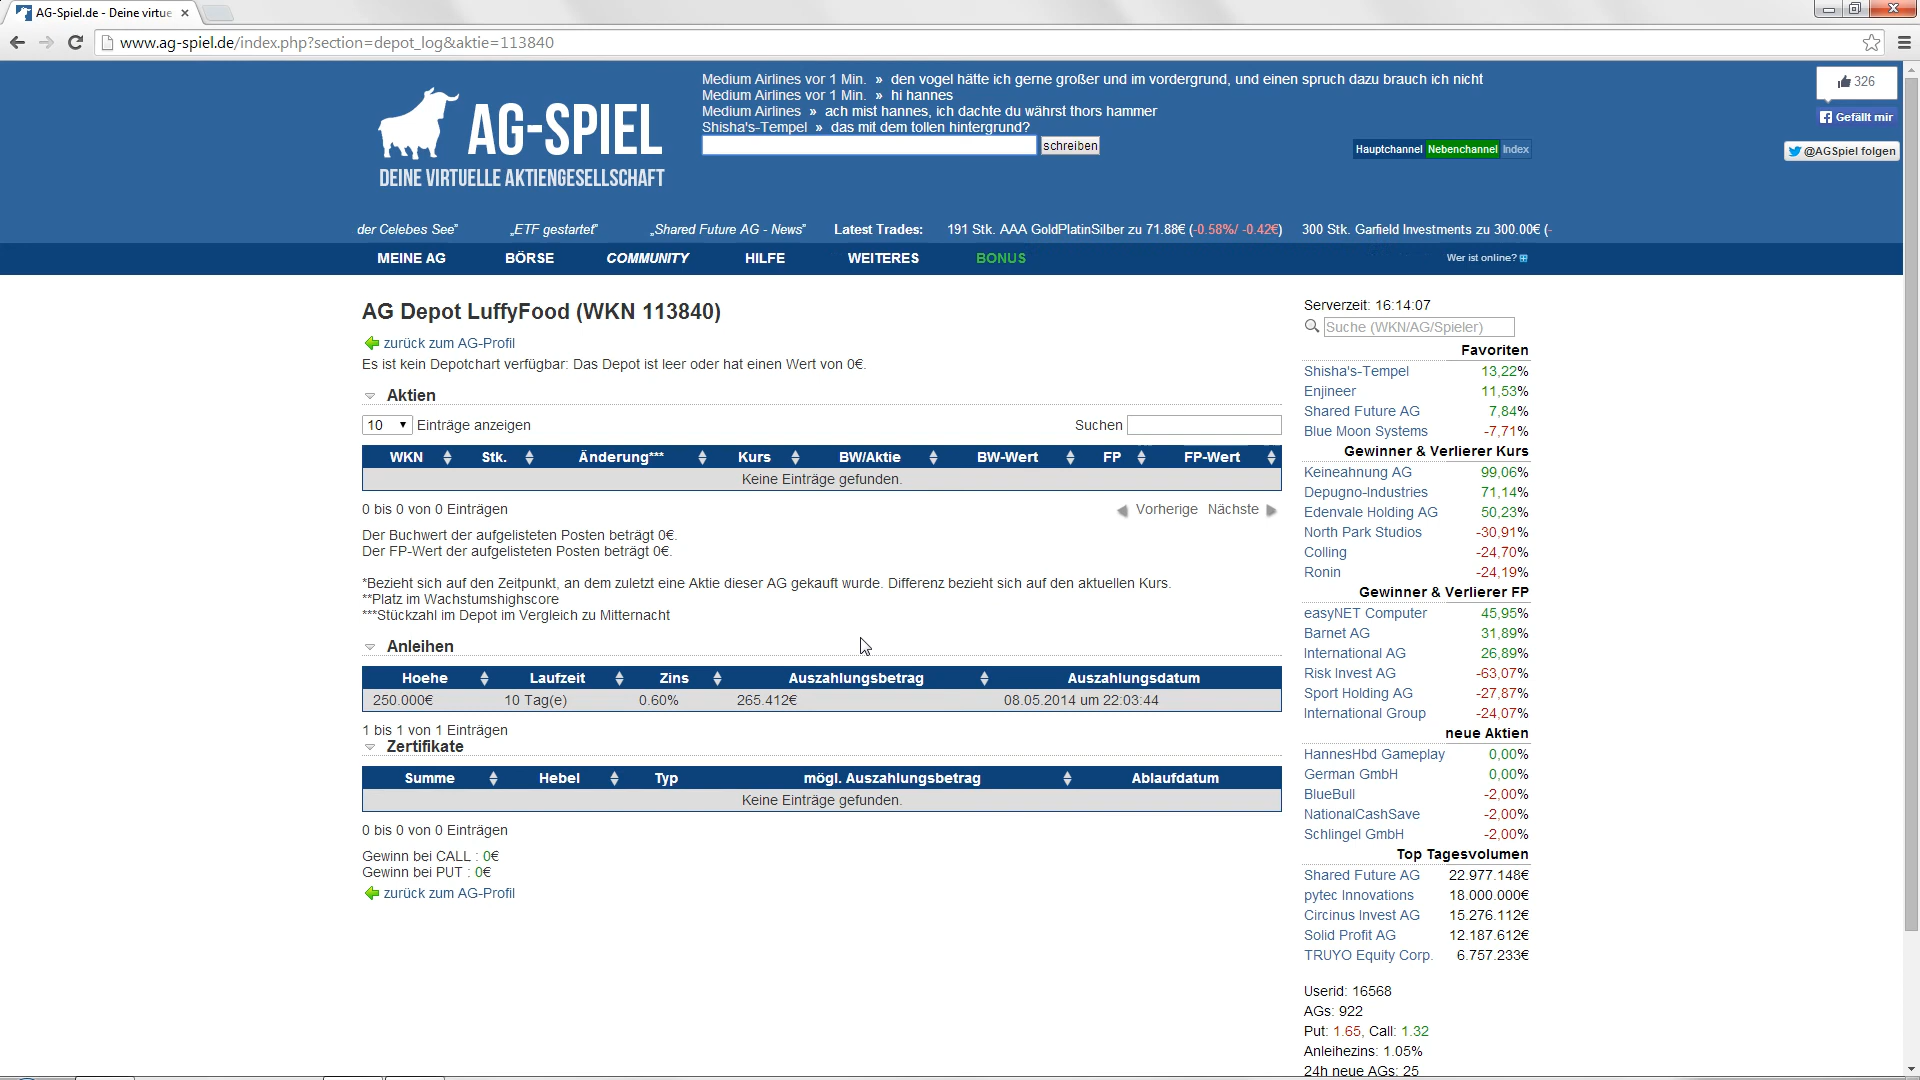 AG-Spiel.de - Deine virtue
www.ag-spiel.de/index.php?section=depot_log&aktie=113840
AG-SPIEL
DEINE VIRTUELLE AKTIENGESELLSCHAFT
Medium Airlines vor 1 Min. » den vogel hätte ich gerne großer und im vordergrund, und einen spruch dazu brauch ich nicht
Medium Airlines vor 1 Min. » hi hannes
Medium Airlines » ach mist hannes, ich dachte du währst thors hammer
Shisha's-Tempel » das mit dem tollen hintergrund?
schreiben
Hauptchannel Nebenchannel Index
326
Gefällt mir
@AGSpiel folgen
der Celebes See” „ETF gestartet” „Shared Future AG - News” Latest Trades: 191 Stk. AAA GoldPlatinSilber zu 71.88€ (-0.58%/ -0.42€) 300 Stk. Garfield Investments zu 300.00€ (-
MEINE AG BÖRSE COMMUNITY HILFE WEITERES BONUS Wer ist online?
AG Depot LuffyFood (WKN 113840)
zurück zum AG-Profil
Es ist kein Depotchart verfügbar: Das Depot ist leer oder hat einen Wert von 0€.
Aktien
10 Einträge anzeigen Suchen
WKN Stk. Änderung*** Kurs BW/Aktie BW-Wert FP FP-Wert
Keine Einträge gefunden.
0 bis 0 von 0 Einträgen Vorherige Nächste
Der Buchwert der aufgelisteten Posten beträgt 0€.
Der FP-Wert der aufgelisteten Posten beträgt 0€.
*Bezieht sich auf den Zeitpunkt, an dem zuletzt eine Aktie dieser AG gekauft wurde. Differenz bezieht sich auf den aktuellen Kurs.
**Platz im Wachstumshighscore
***Stückzahl im Depot im Vergleich zu Mitternacht
Anleihen
Hoehe Laufzeit Zins Auszahlungsbetrag Auszahlungsdatum
250.000€ 10 Tag(e) 0.60% 265.412€ 08.05.2014 um 22:03:44
1 bis 1 von 1 Einträgen
Zertifikate
Summe Hebel Typ mögl. Auszahlungsbetrag Ablaufdatum
Keine Einträge gefunden.
0 bis 0 von 0 Einträgen
Gewinn bei CALL : 0€
Gewinn bei PUT : 0€
zurück zum AG-Profil
Serverzeit: 16:14:07
Suche (WKN/AG/Spieler)
Favoriten
Shisha's-Tempel 13,22%
Enjineer 11,53%
Shared Future AG 7,84%
Blue Moon Systems -7,71%
Gewinner & Verlierer Kurs
Keineahnung AG 99,06%
Depugno-Industries 71,14%
Edenvale Holding AG 50,23%
North Park Studios -30,91%
Colling -24,70%
Ronin -24,19%
Gewinner & Verlierer FP
easyNET Computer 45,95%
Barnet AG 31,89%
International AG 26,89%
Risk Invest AG -63,07%
Sport Holding AG -27,87%
International Group -24,07%
neue Aktien
HannesHbd Gameplay 0,00%
German GmbH 0,00%
BlueBull -2,00%
NationalCashSave -2,00%
Schlingel GmbH -2,00%
Top Tagesvolumen
Shared Future AG 22.977.148€
pytec Innovations 18.000.000€
Circinus Invest AG 15.276.112€
Solid Profit AG 12.187.612€
TRUYO Equity Corp. 6.757.233€
Userid: 16568
AGs: 922
Put: 1.65, Call: 1.32
Anleihezins: 1.05%
24h neue AGs: 25